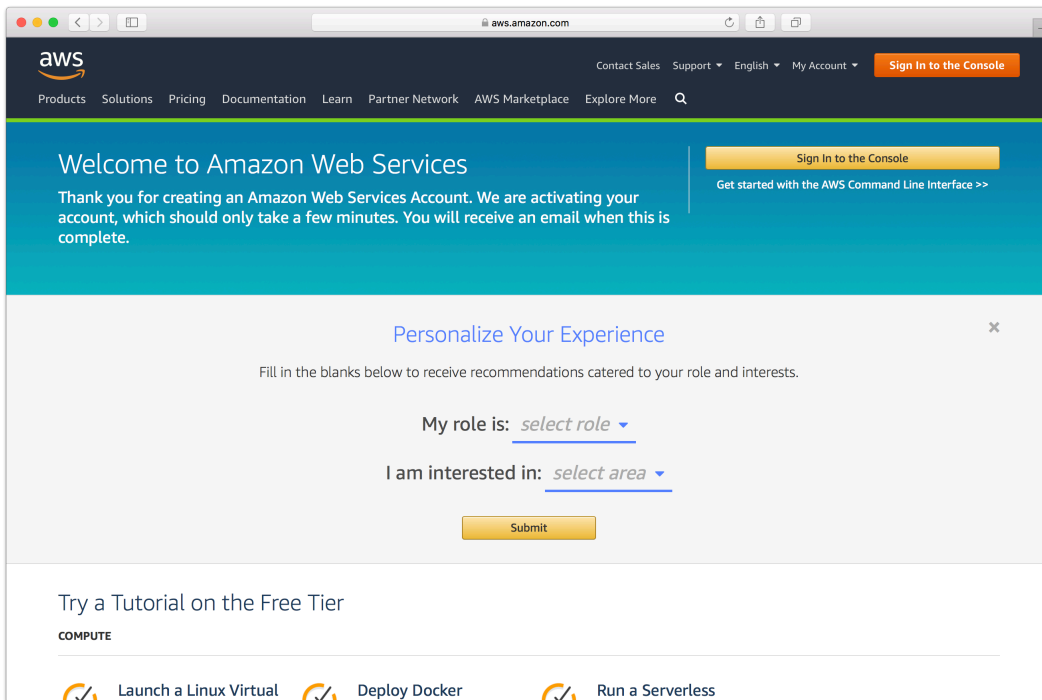 aws.amazon.com
aws
Contact Sales Support English My Account Sign In to the Console
Products Solutions Pricing Documentation Learn Partner Network AWS Marketplace Explore More
Welcome to Amazon Web Services
Thank you for creating an Amazon Web Services Account. We are activating your
account, which should only take a few minutes. You will receive an email when this is
complete.
Sign In to the Console
Get started with the AWS Command Line Interface >>
Personalize Your Experience
Fill in the blanks below to receive recommendations catered to your role and interests.
My role is: select role
I am interested in: select area
Submit
Try a Tutorial on the Free Tier
COMPUTE
Launch a Linux Virtual
Deploy Docker
Run a Serverless